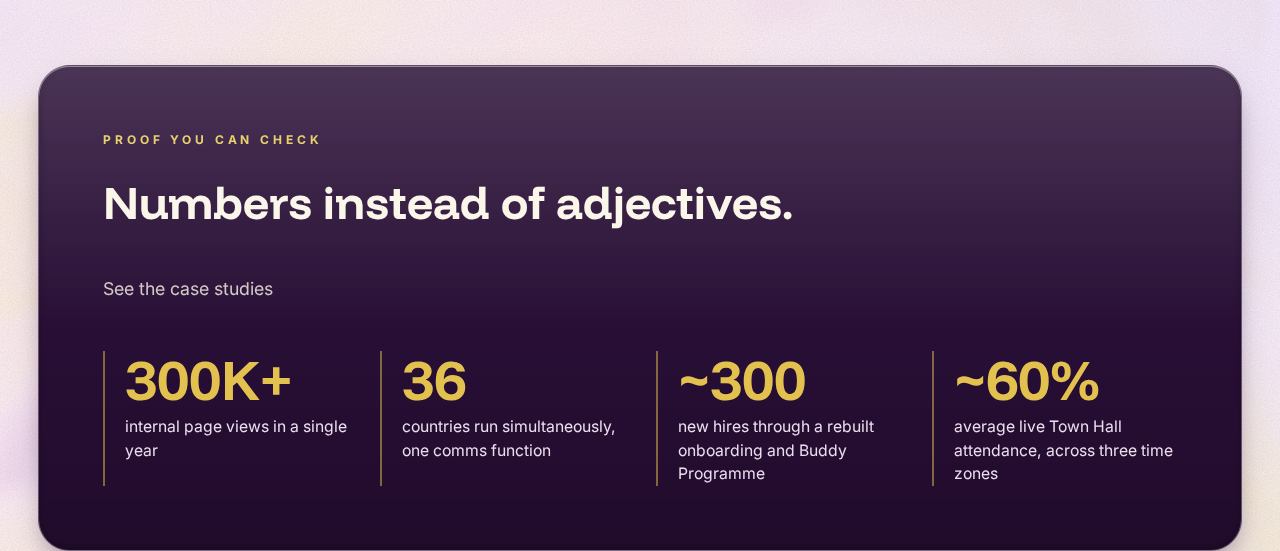 PROOF YOU CAN CHECK
Numbers instead of adjectives.
See the case studies
300K+
internal page views in a single
year
36
countries run simultaneously,
one comms function
~300
new hires through a rebuilt
onboarding and Buddy
Programme
~60%
average live Town Hall
attendance, across three time
zones